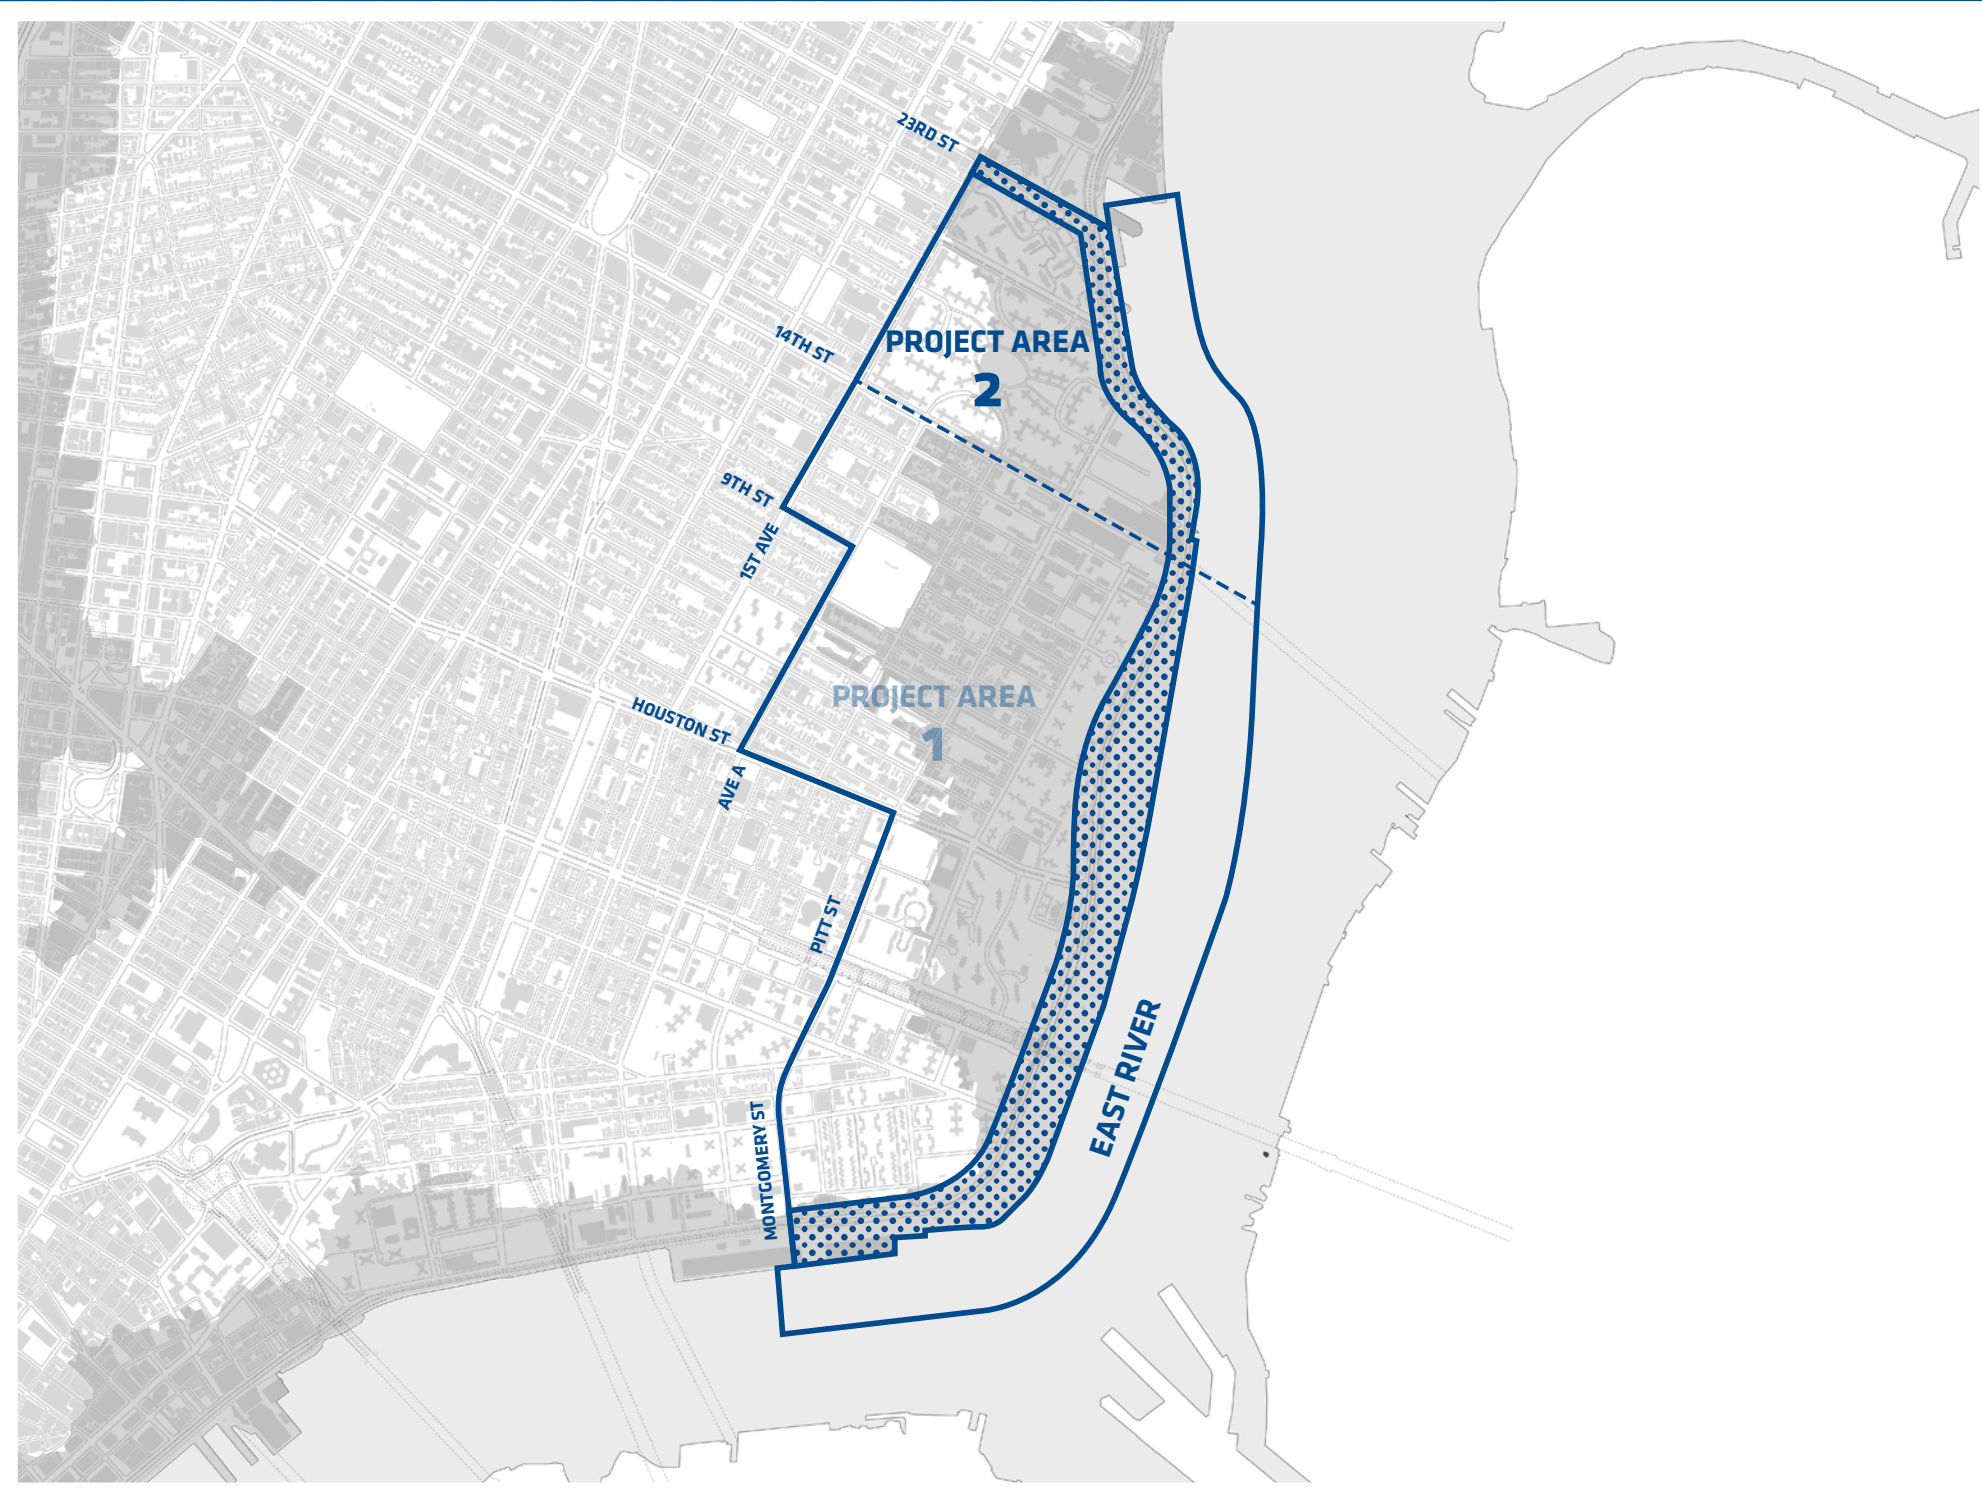 23RD ST
14TH ST
PROJECT AREA
2
9TH ST
1ST AVE
PROJECT AREA
1
HOUSTON ST
AVE A
PITT ST
EAST RIVER
MONTGOMERY ST